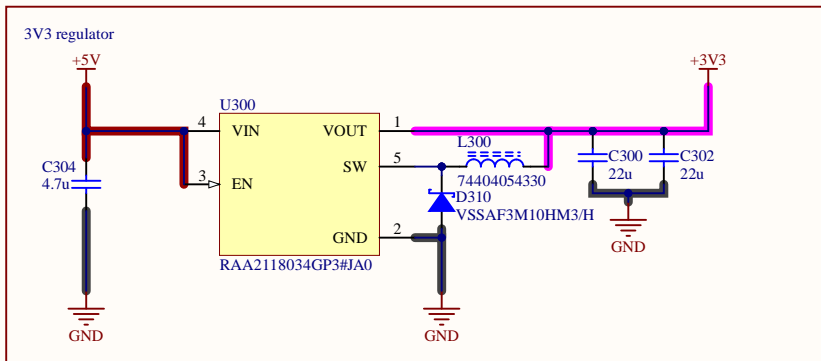 3V3 regulator
+5V
+3V3
U300
4
VIN
VOUT
1
L300
C304
4.7u
SW
5
74404054330
C300
22u
C302
22u
3
EN
D310
VSSAF3M10HM3/H
GND
2
GND
RAA2118034GP3#JA0
GND
GND